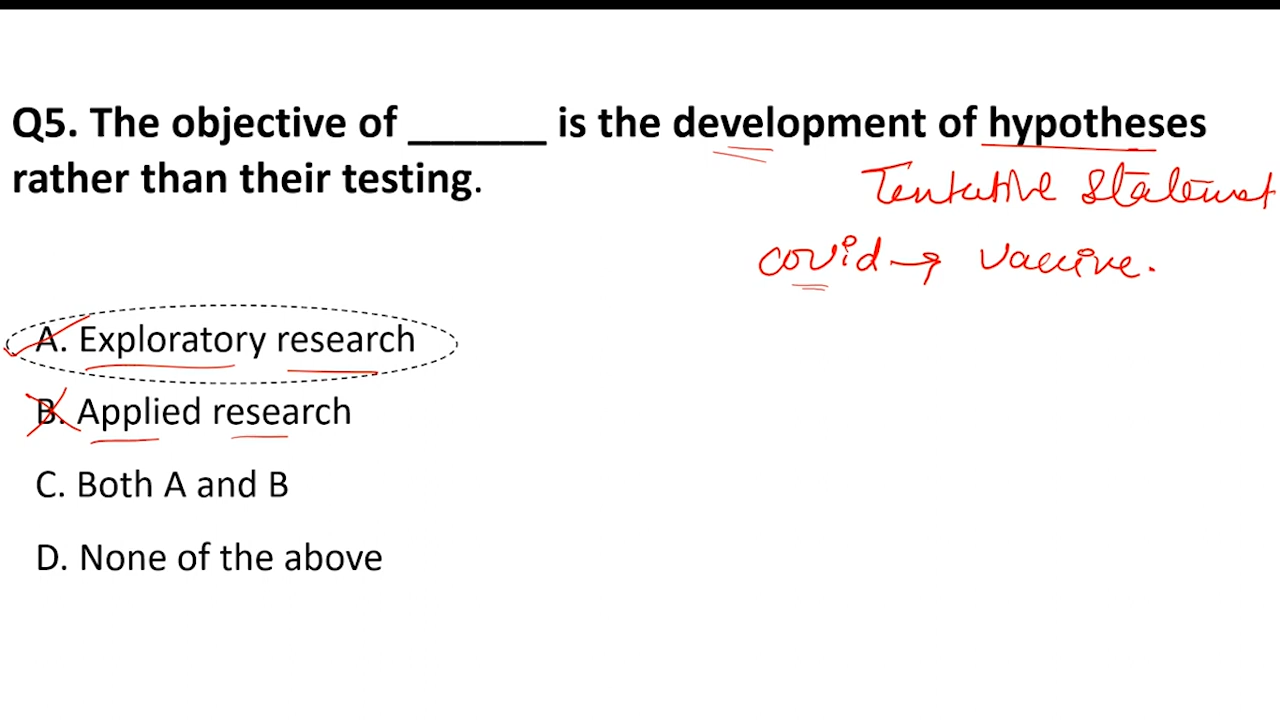 Q5. The objective of ______ is the development of hypotheses
rather than their testing.
Tentative Statement
covid → vaccine.
A. Exploratory research
B. Applied research
C. Both A and B
D. None of the above